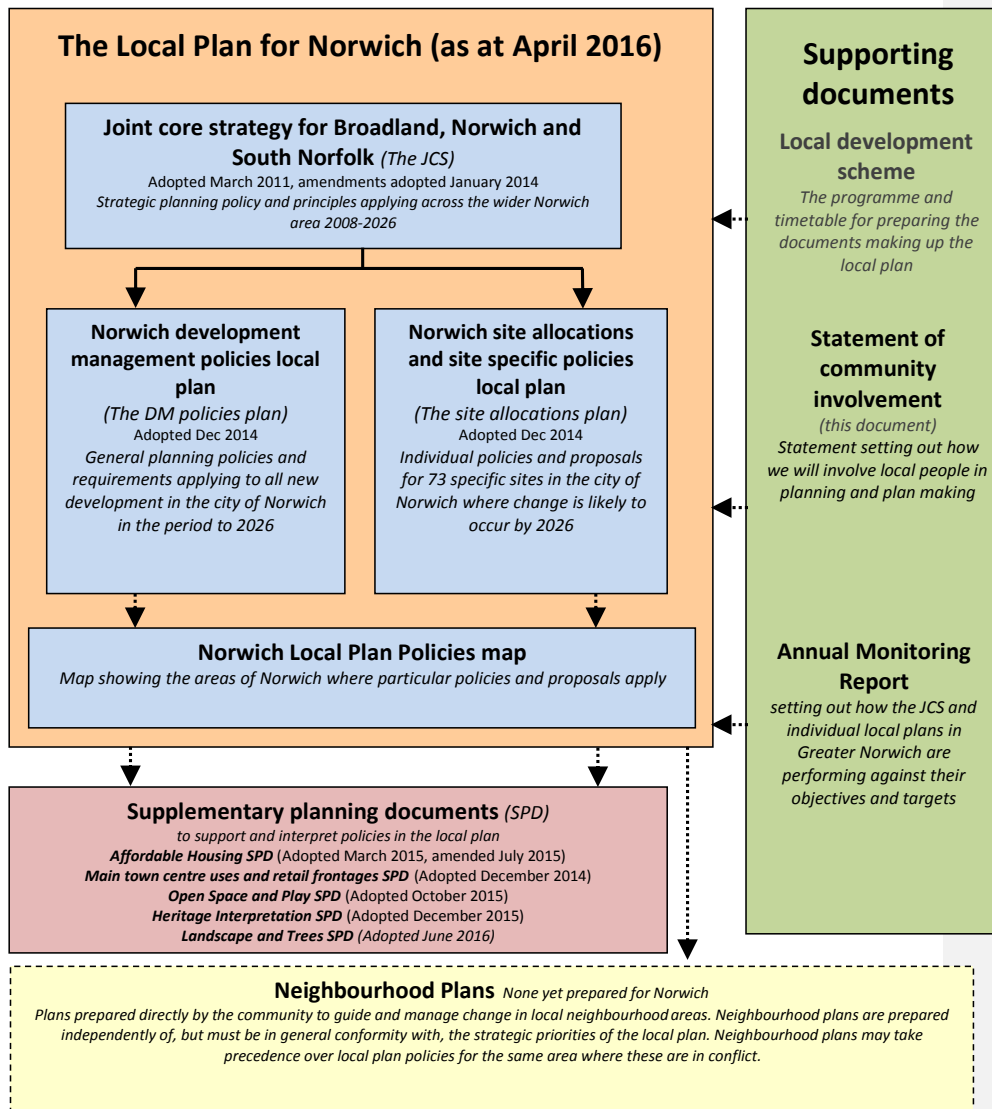 The Local Plan for Norwich (as at April 2016)
Joint core strategy for Broadland, Norwich and
South Norfolk (The JCS)
Adopted March 2011, amendments adopted January 2014
Strategic planning policy and principles applying across the wider Norwich
area 2008-2026
Norwich development
management policies local
plan
(The DM policies plan)
Adopted Dec 2014
General planning policies and
requirements applying to all new
development in the city of Norwich
in the period to 2026
Norwich site allocations
and site specific policies
local plan
(The site allocations plan)
Adopted Dec 2014
Individual policies and proposals
for 73 specific sites in the city of
Norwich where change is likely to
occur by 2026
Norwich Local Plan Policies map
Map showing the areas of Norwich where particular policies and proposals apply
Supporting
documents
Local development
scheme
The programme and
timetable for preparing the
documents making up the
local plan
Statement of
community
involvement
(this document)
Statement setting out how
we will involve local people in
planning and plan making
Annual Monitoring
Report
setting out how the JCS and
individual local plans in
Greater Norwich are
performing against their
objectives and targets
Supplementary planning documents (SPD)
to support and interpret policies in the local plan
Affordable Housing SPD (Adopted March 2015, amended July 2015)
Main town centre uses and retail frontages SPD (Adopted December 2014)
Open Space and Play SPD (Adopted October 2015)
Heritage Interpretation SPD (Adopted December 2015)
Landscape and Trees SPD (Adopted June 2016)
Neighbourhood Plans None yet prepared for Norwich
Plans prepared directly by the community to guide and manage change in local neighbourhood areas. Neighbourhood plans are prepared
independently of, but must be in general conformity with, the strategic priorities of the local plan. Neighbourhood plans may take
precedence over local plan policies for the same area where these are in conflict.